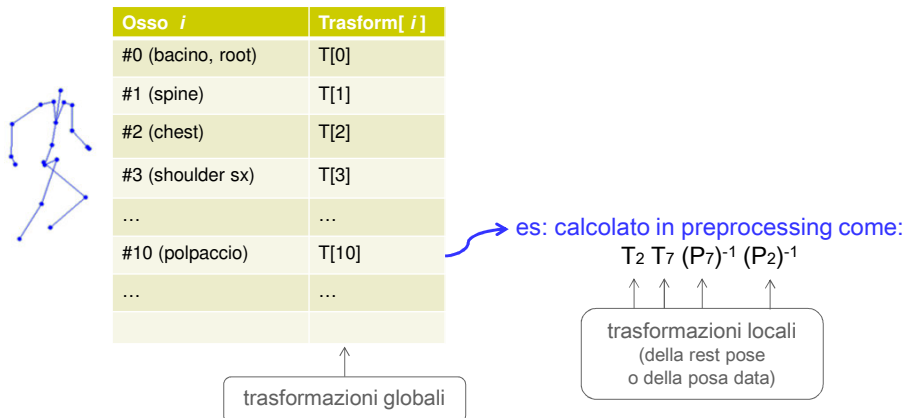 Osso i Trasform[ i ]
#0 (bacino, root) T[0]
#1 (spine) T[1]
#2 (chest) T[2]
#3 (shoulder sx) T[3]
… …
#10 (polpaccio) T[10]
… …
es: calcolato in preprocessing come:
T2 T7 (P7)-1 (P2)-1
trasformazioni locali
(della rest pose
o della posa data)
trasformazioni globali